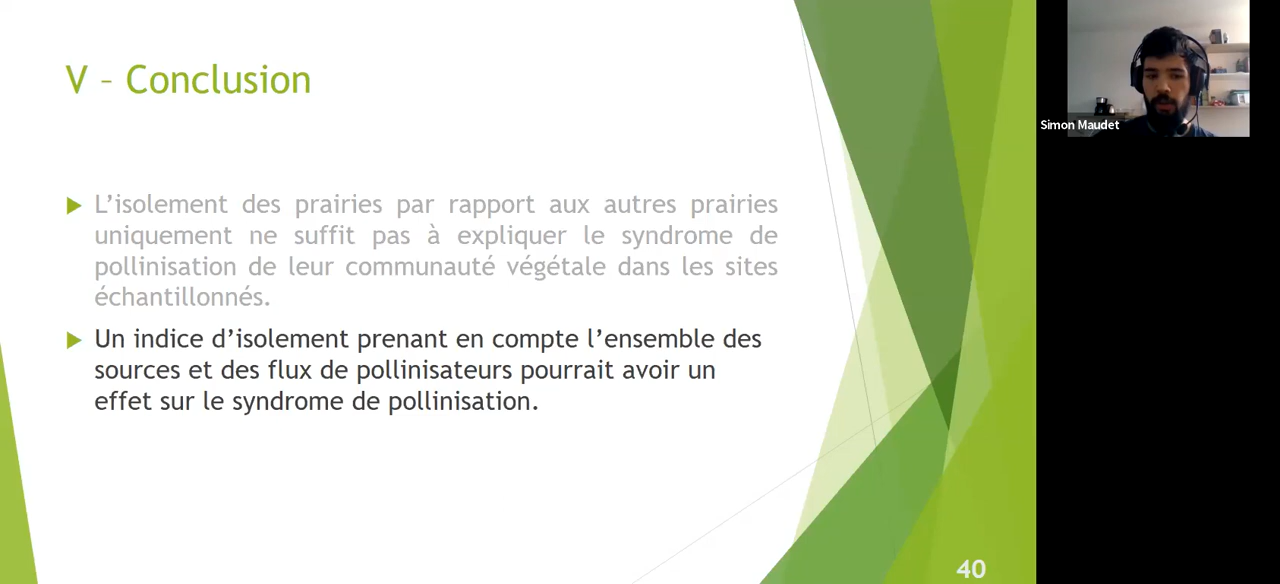 V – Conclusion
L’isolement des prairies par rapport aux autres prairies
uniquement ne suffit pas à expliquer le syndrome de
pollinisation de leur communauté végétale dans les sites
échantillonnés.
Un indice d’isolement prenant en compte l’ensemble des
sources et des flux de pollinisateurs pourrait avoir un
effet sur le syndrome de pollinisation.
40
Simon Maudet